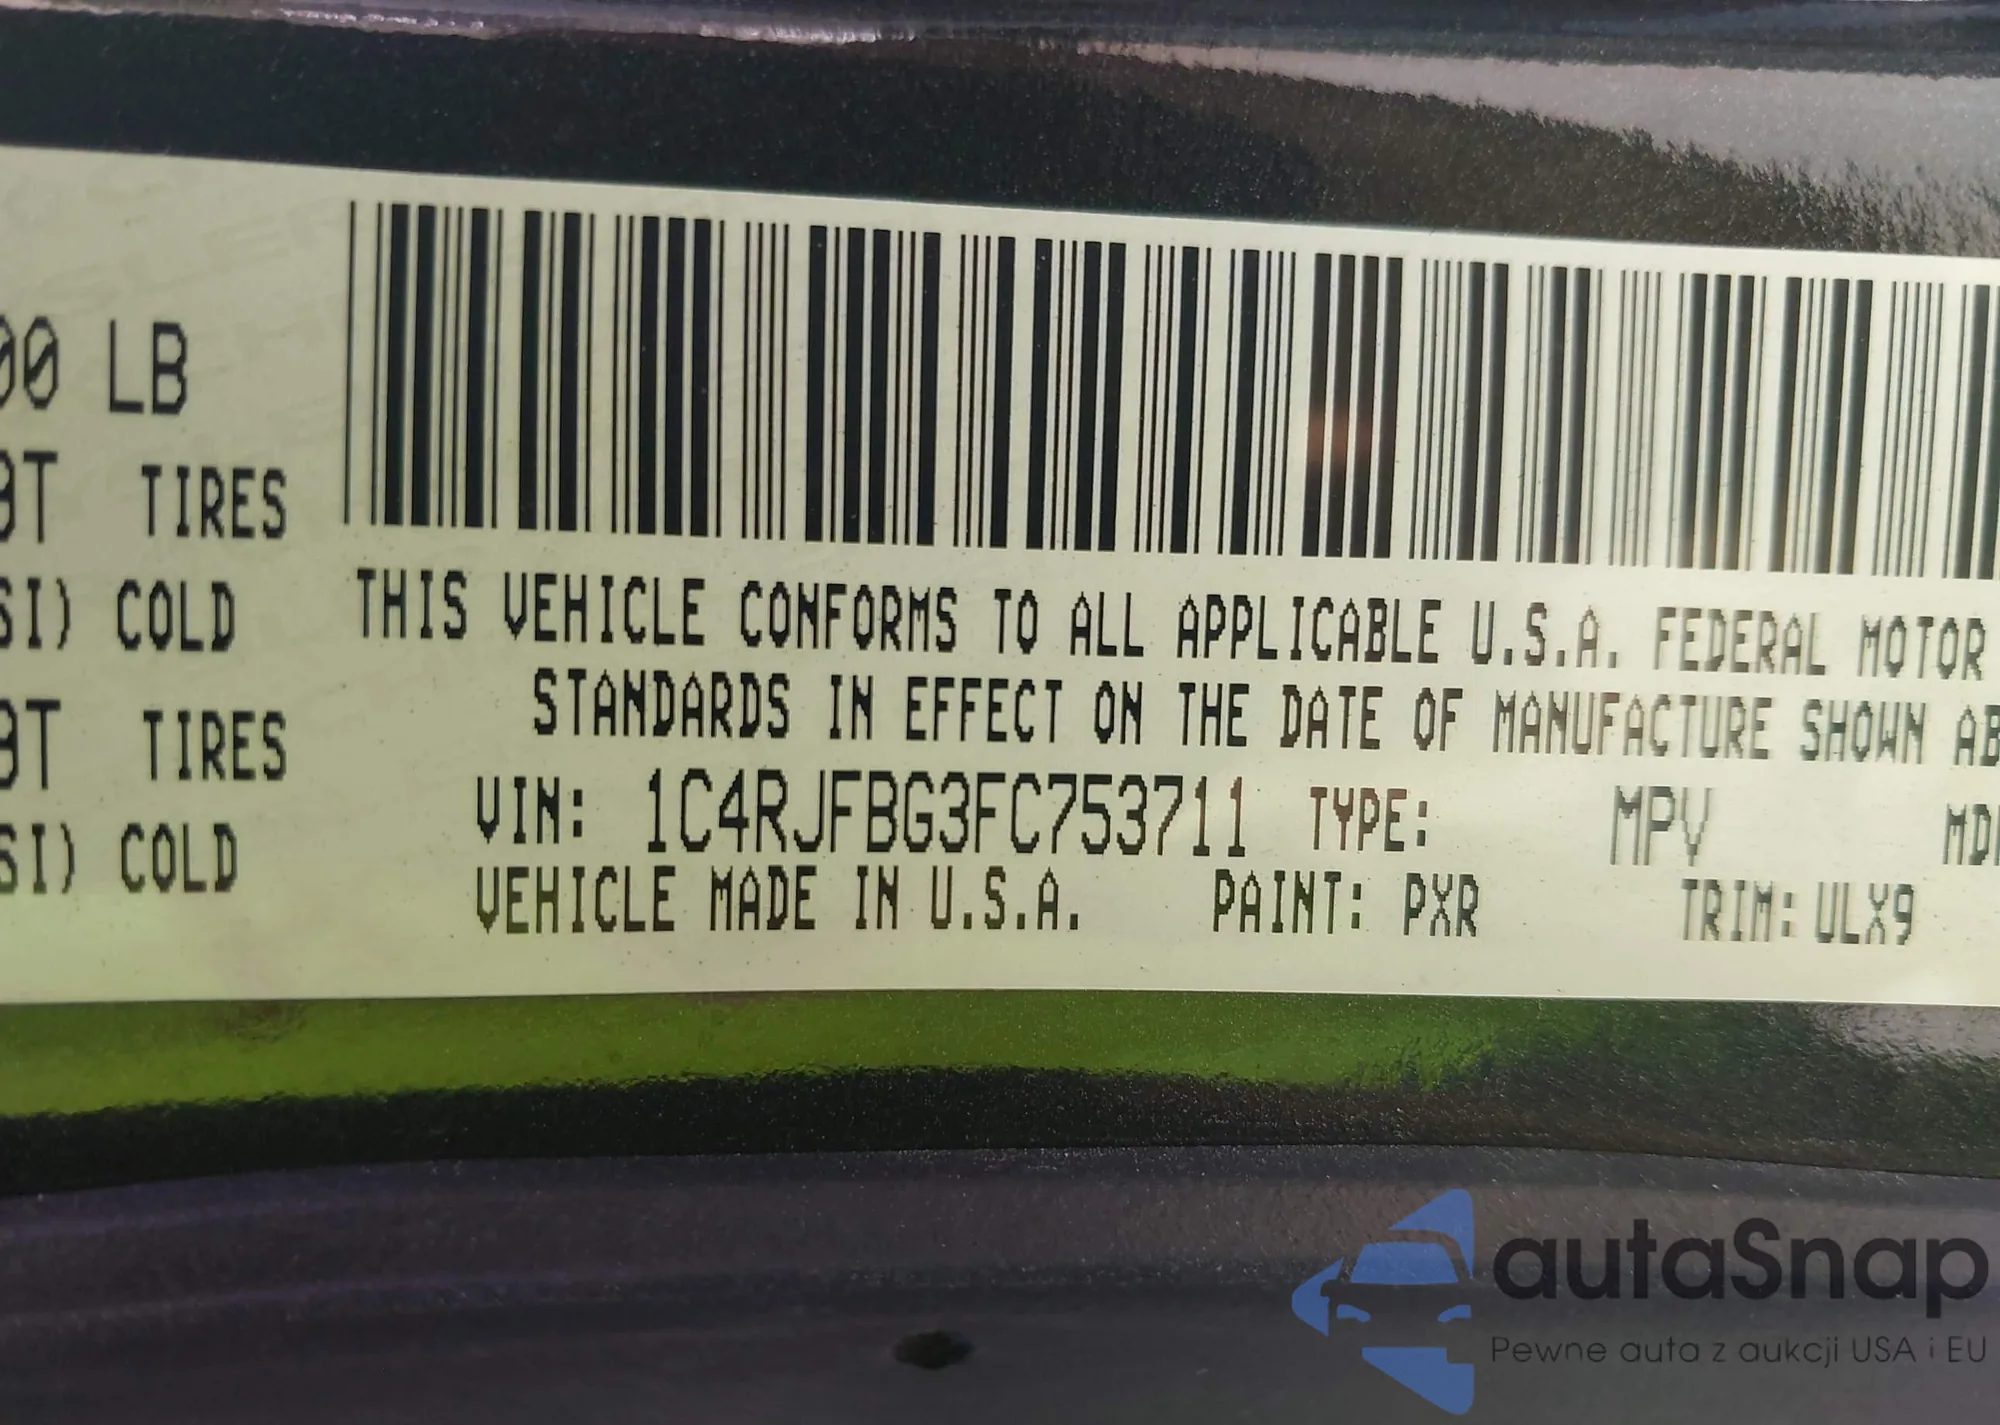 00 LB
BT TIRES
SI) COLD
BT TIRES
SI) COLD
THIS VEHICLE CONFORMS TO ALL APPLICABLE U.S.A. FEDERAL MOTOR
STANDARDS IN EFFECT ON THE DATE OF MANUFACTURE SHOWN AB
VIN: 1C4RJFBG3FC753711 TYPE: MPV MD
VEHICLE MADE IN U.S.A. PAINT: PXR TRIM: ULX9
autaSnap
Pewne auta z aukcji USA i EU